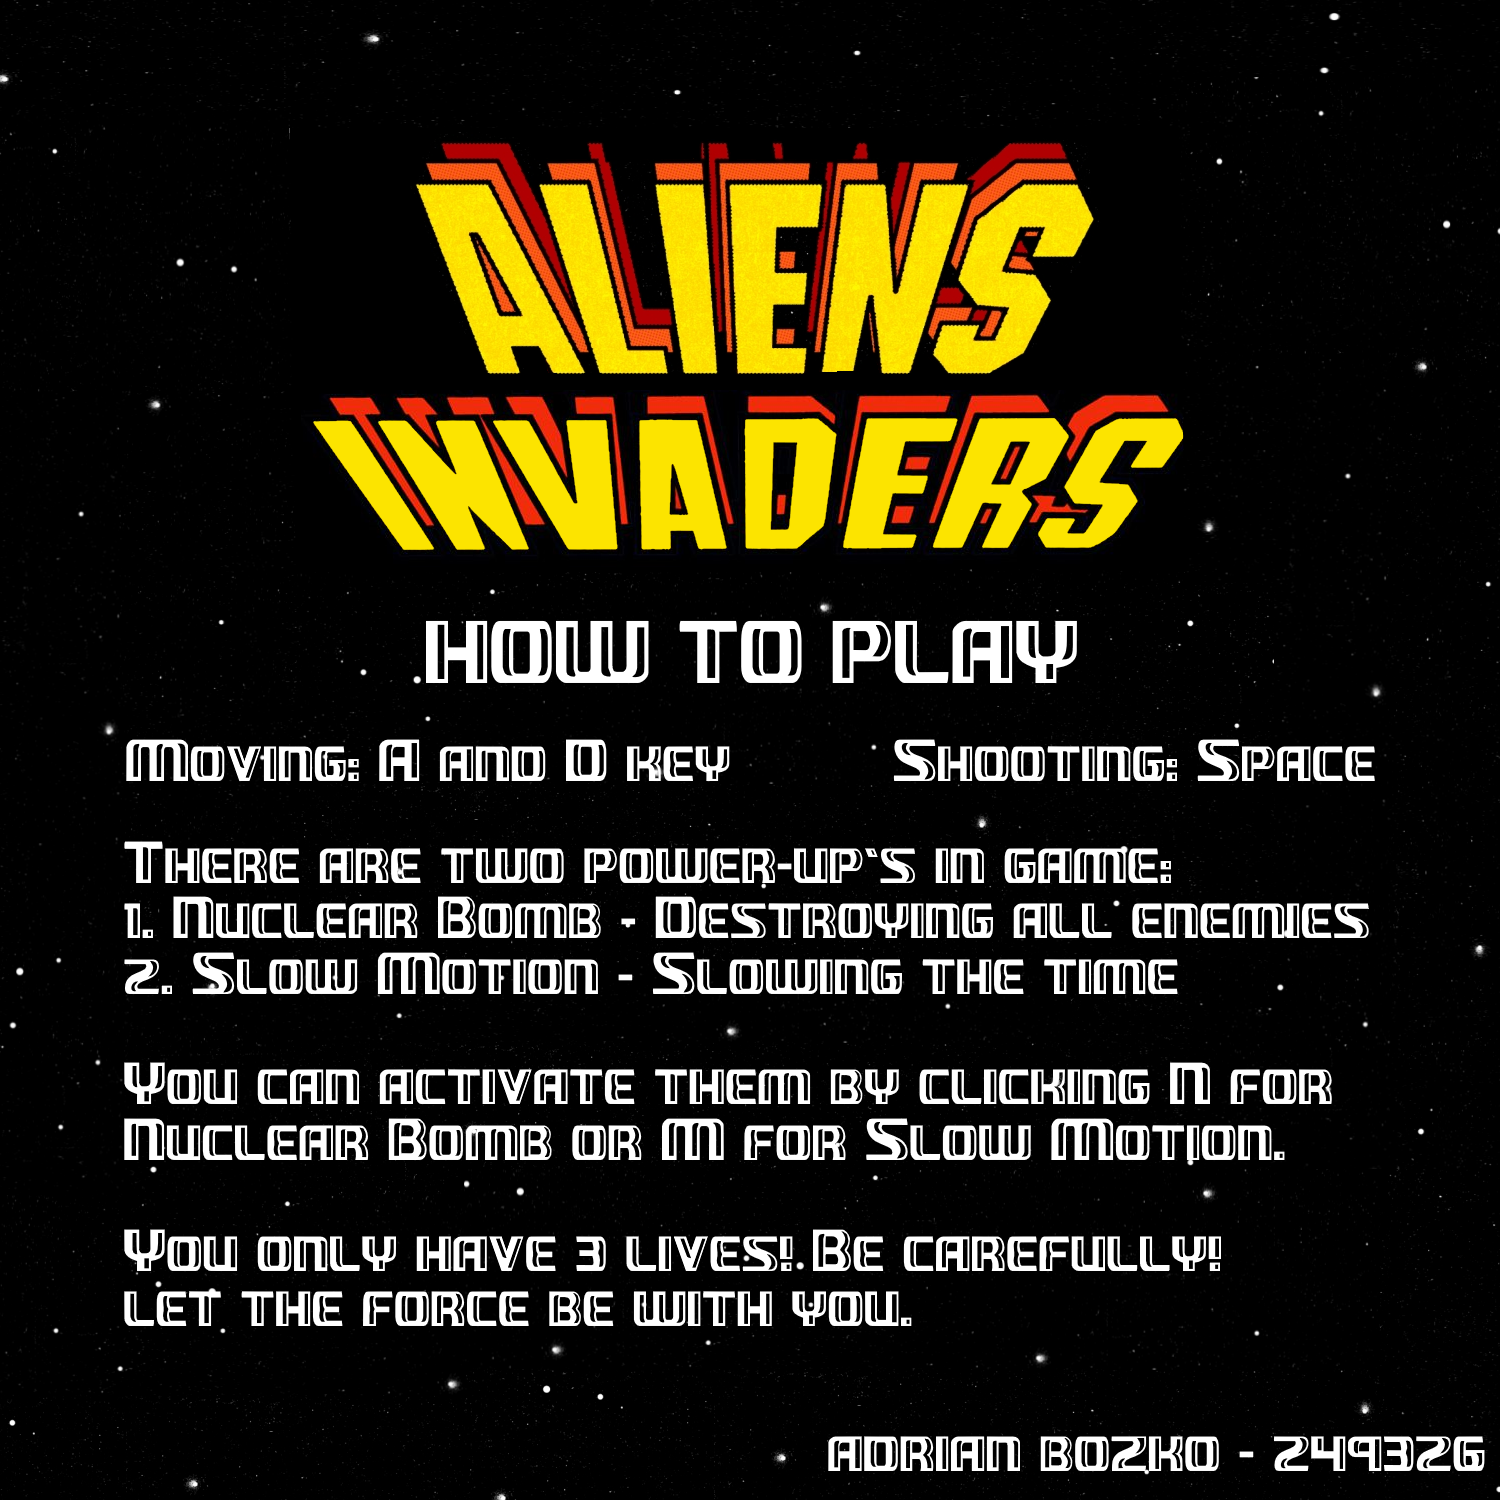 ALIENS
INVADERS
HOW TO PLAY
Moving: A and D key
Shooting: Space
There are two power-up`s in game:
1. Nuclear Bomb - Destroying all enemies
2. Slow Motion - Slowing the time
You can activate them by clicking N for
Nuclear Bomb or M for Slow Motion.
You only have 3 lives! Be carefully!
let the force be with you.
adrian bozko - 249326